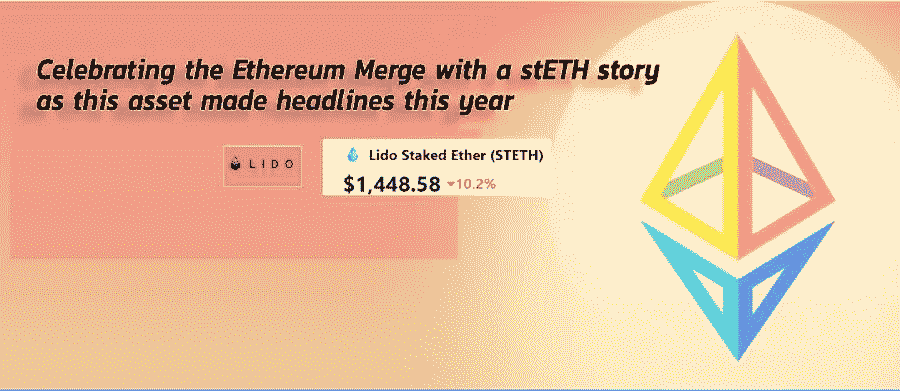 Celebrating the Ethereum Merge with a stETH story
as this asset made headlines this year
LIDO
Lido Staked Ether (STETH)
$1,448.58 10.2%